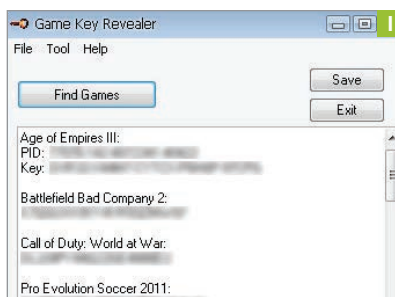 Game Key Revealer
File Tool Help
Find Games
Save
Exit
Age of Empires III:
PID:
Key:
Battlefield Bad Company 2:
Call of Duty: World at War:
Pro Evolution Soccer 2011: